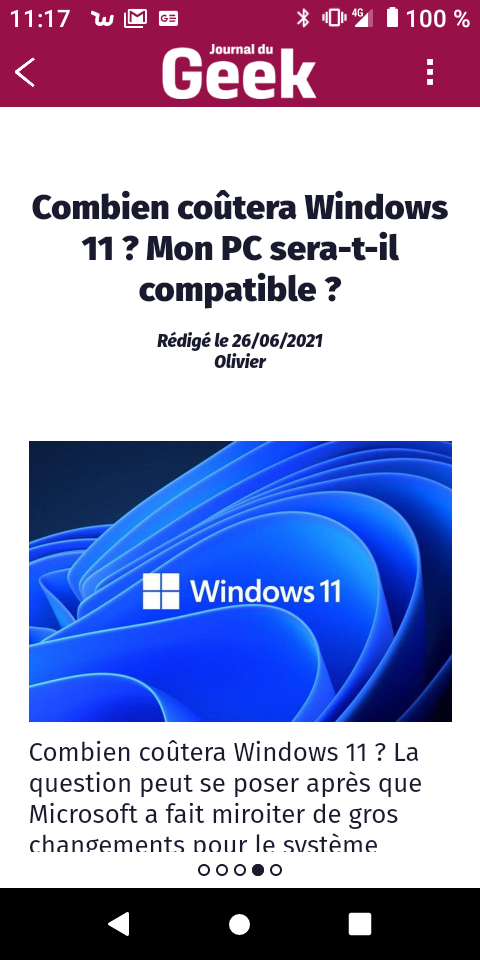 11:17
4G
100 %
Journal du
Geek
Combien coûtera Windows
11 ? Mon PC sera-t-il
compatible ?
Rédigé le 26/06/2021
Olivier
Windows 11
Combien coûtera Windows 11 ? La
question peut se poser après que
Microsoft a fait miroiter de gros
changements pour le système